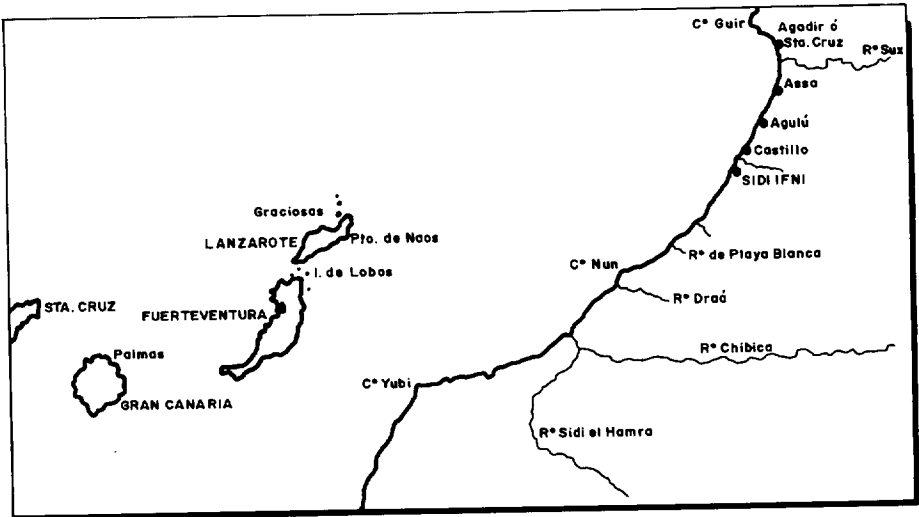 Cº Guir
Agadir ó
Sta. Cruz
Rº Sux
Assa
Agulú
Castillo
SIDI IFNI
Graciosas
LANZAROTE
Pto. de Naos
Rº de Playa Blanca
I. de Lobos
Cº Nun
Rº Draá
STA. CRUZ
FUERTEVENTURA
Rº Chibica
Palmas
Cº Yubi
GRAN CANARIA
Rº Sidi el Hamra